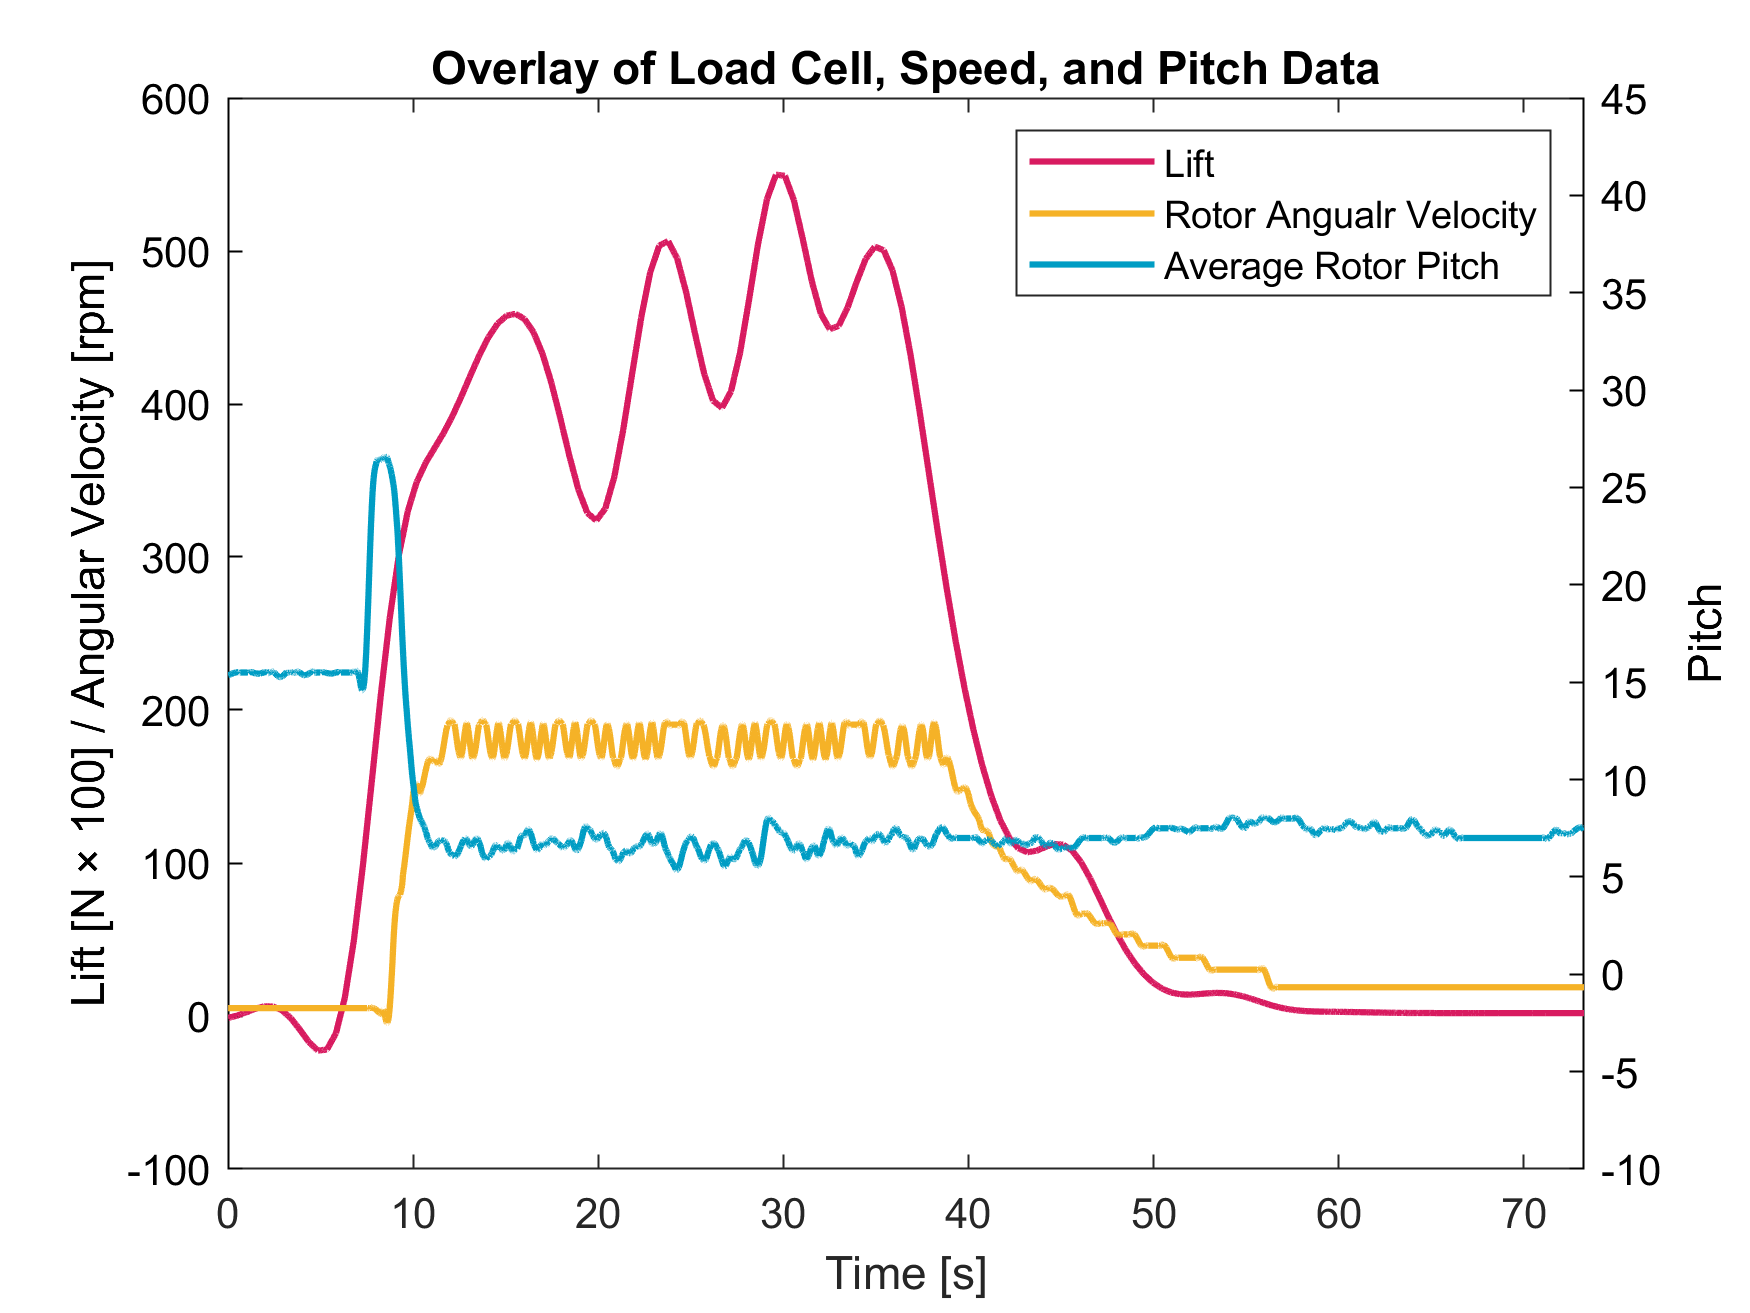 Overlay of Load Cell, Speed, and Pitch Data
Lift
Rotor Angualr Velocity
Average Rotor Pitch
Lift [N × 100] / Angular Velocity [rpm]
600
500
400
300
200
100
0
-100
45
40
35
30
25
20
15
10
5
0
-5
-10
Pitch
0 10 20 30 40 50 60 70
Time [s]